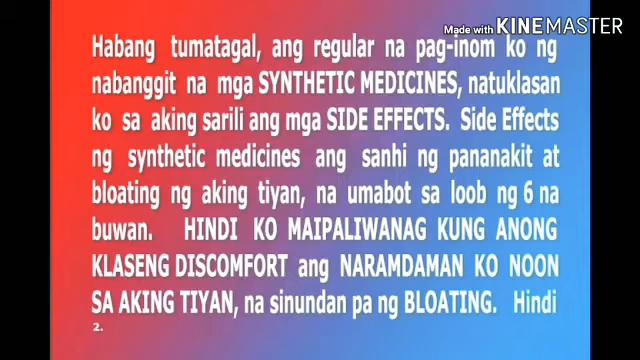 Made with KINEMASTER
Habang tumatagal, ang regular na pag-inom ko ng
nabanggit na mga SYNTHETIC MEDICINES, natuklasan
ko sa aking sarili ang mga SIDE EFFECTS. Side Effects
ng synthetic medicines ang sanhi ng pananakit at
bloating ng aking tiyan, na umabot sa loob ng 6 na
buwan. HINDI KO MAIPALIWANAG KUNG ANONG
KLASENG DISCOMFORT ang NARAMDAMAN KO NOON
SA AKING TIYAN, na sinundan pa ng BLOATING. Hindi
2.